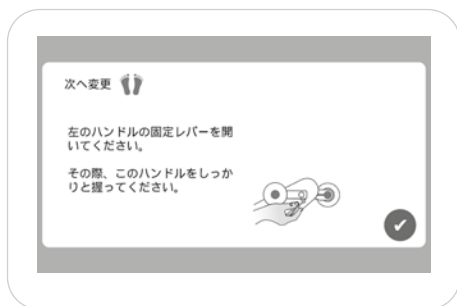 次へ変更
左のハンドルの固定レバーを開
いてください。
その際、このハンドルをしっか
りと握ってください。